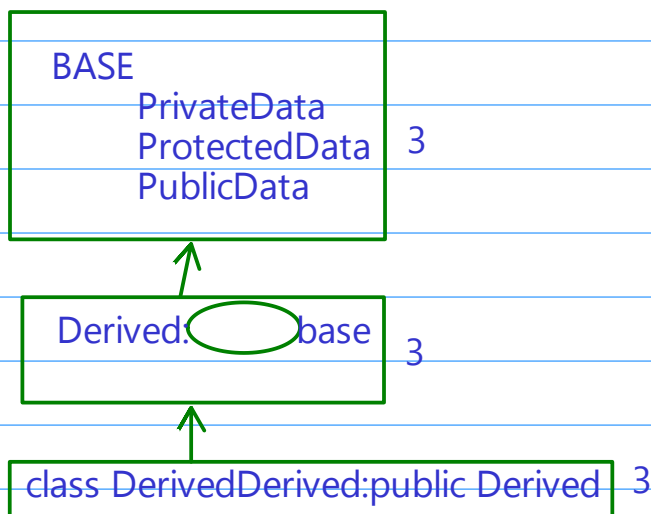 BASE
PrivateData
ProtectedData 3
PublicData
Derived: base
3
class DerivedDerived:public Derived 3